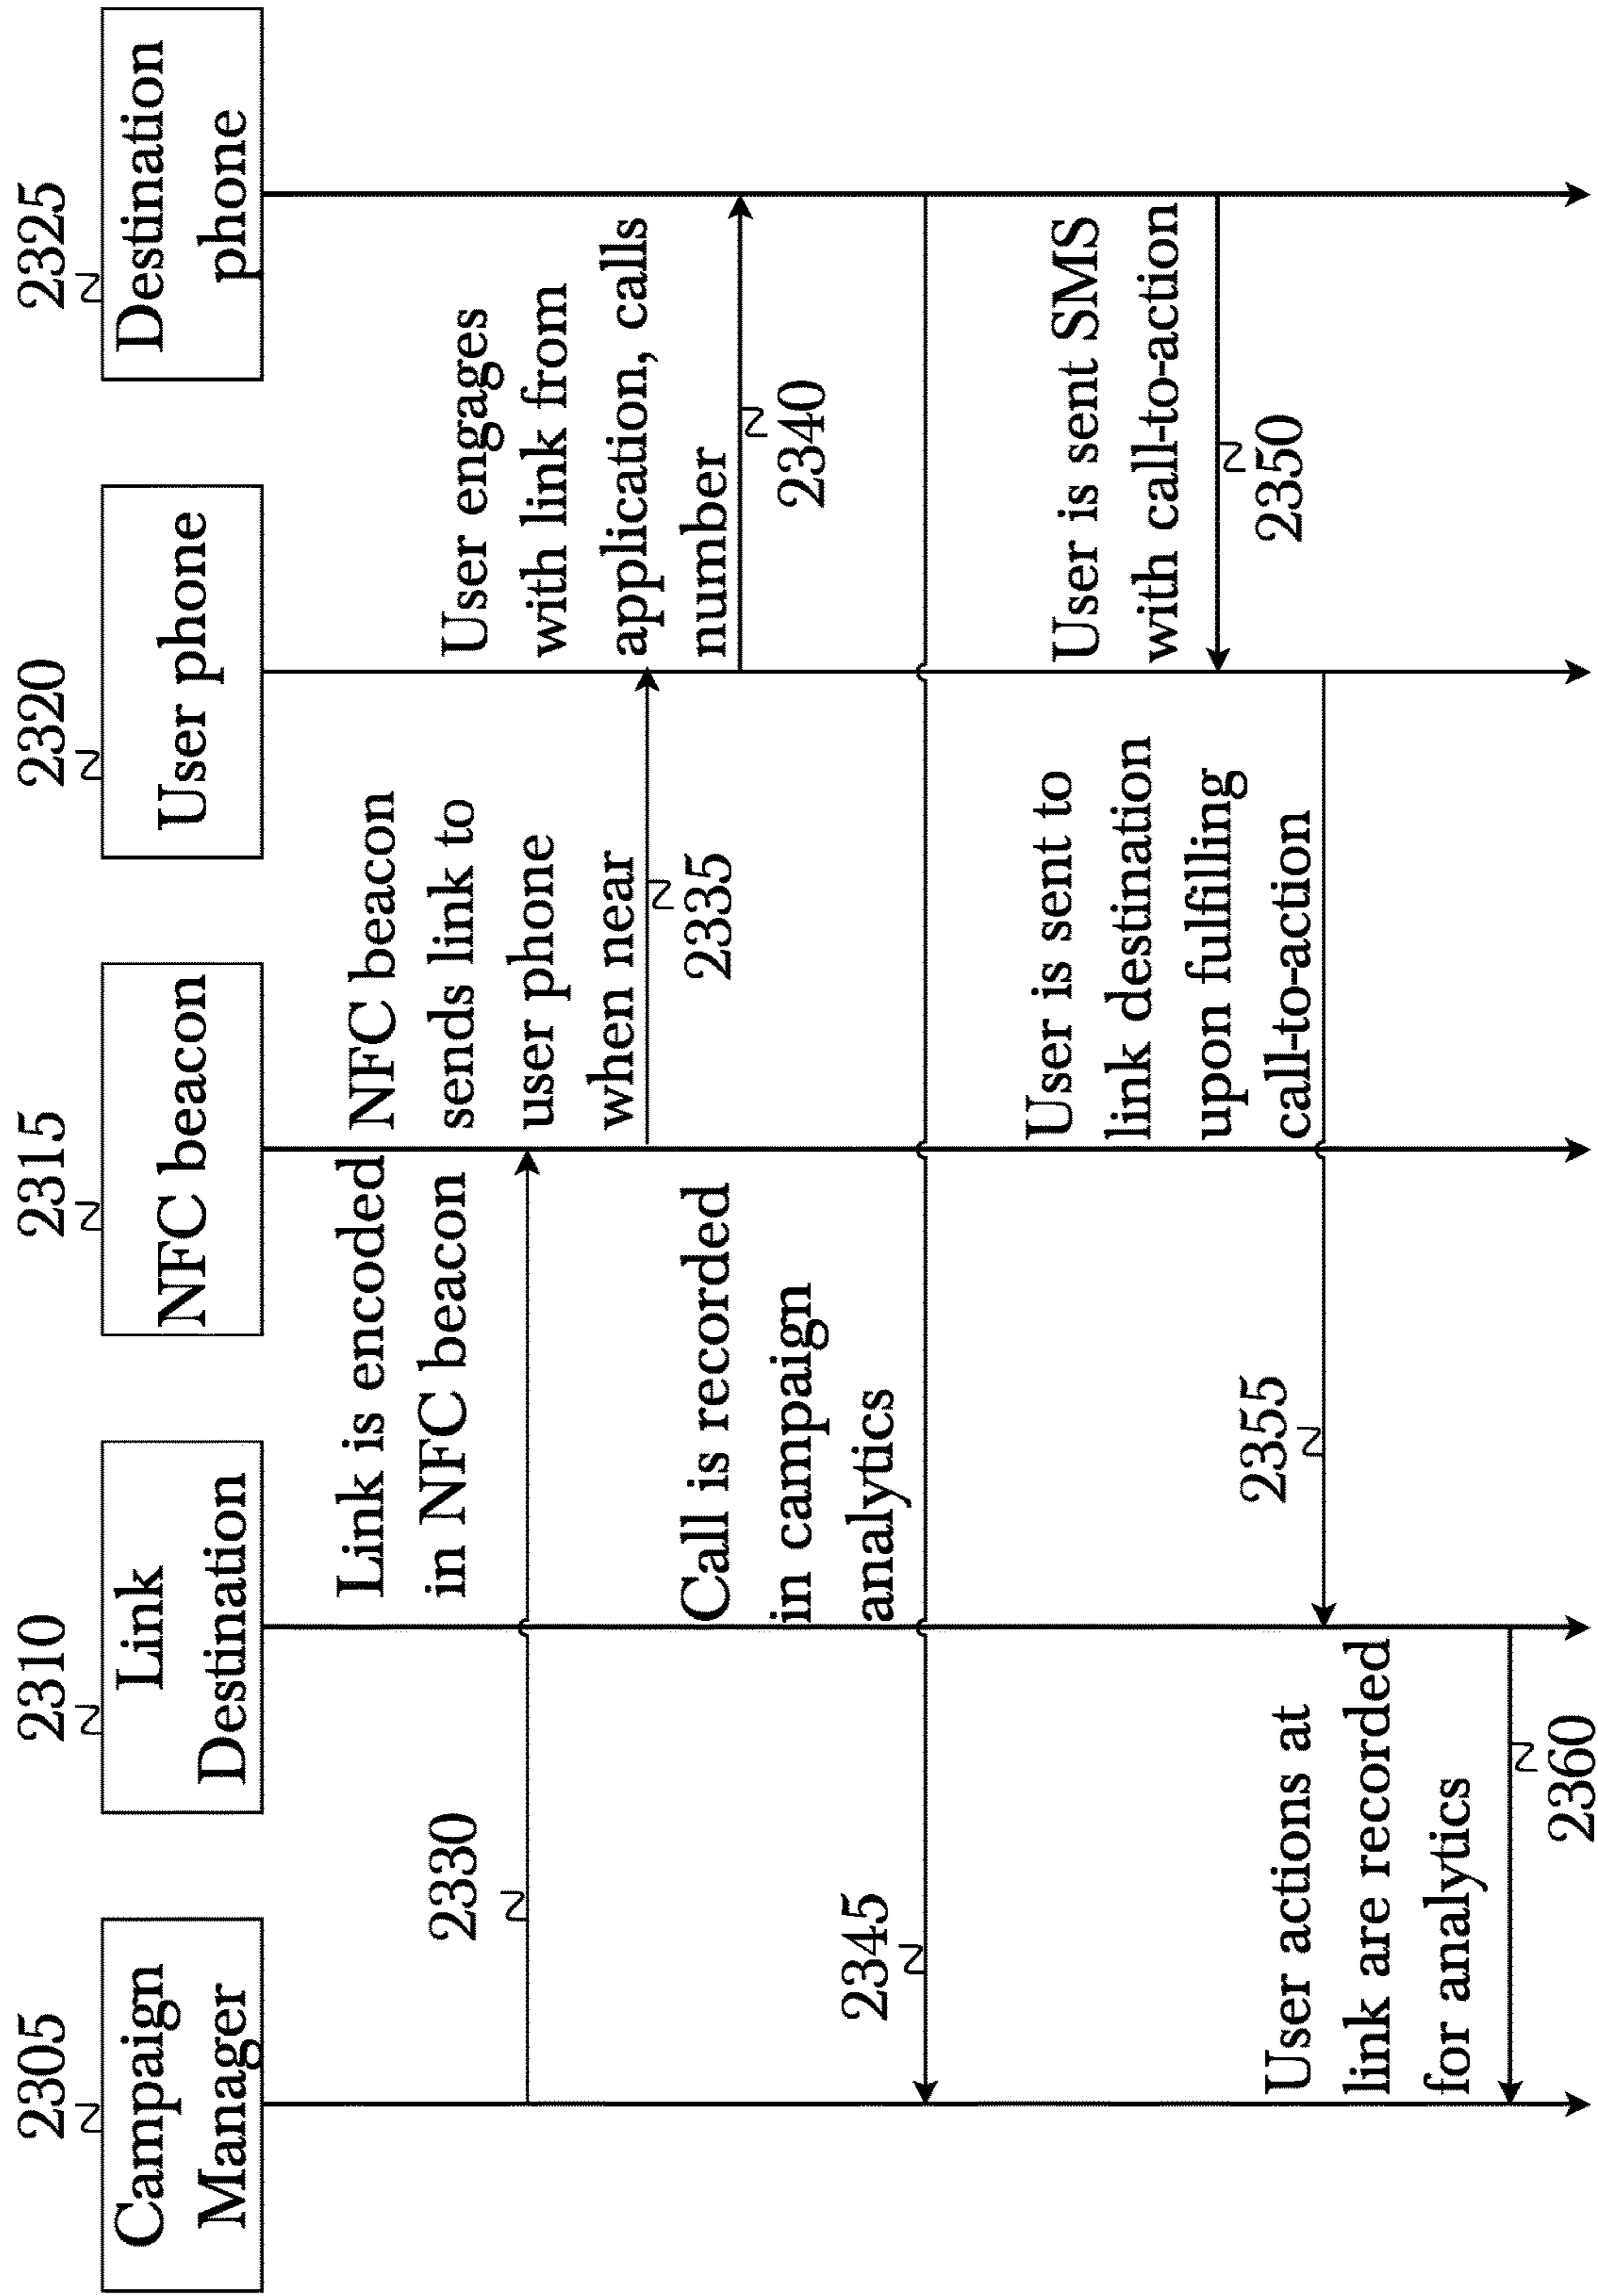 2305
2310
2315
2320
2325
Campaign
Manager
Link
Destination
NFC beacon
User phone
Destination
phone
Link is encoded
in NFC beacon
2330
NFC beacon
sends link to
user phone
when near
2335
User engages
with link from
application, calls
number
2340
Call is recorded
in campaign
analytics
2345
User is sent SMS
with call-to-action
2350
User is sent to
link destination
upon fulfilling
call-to-action
2355
User actions at
link are recorded
for analytics
2360